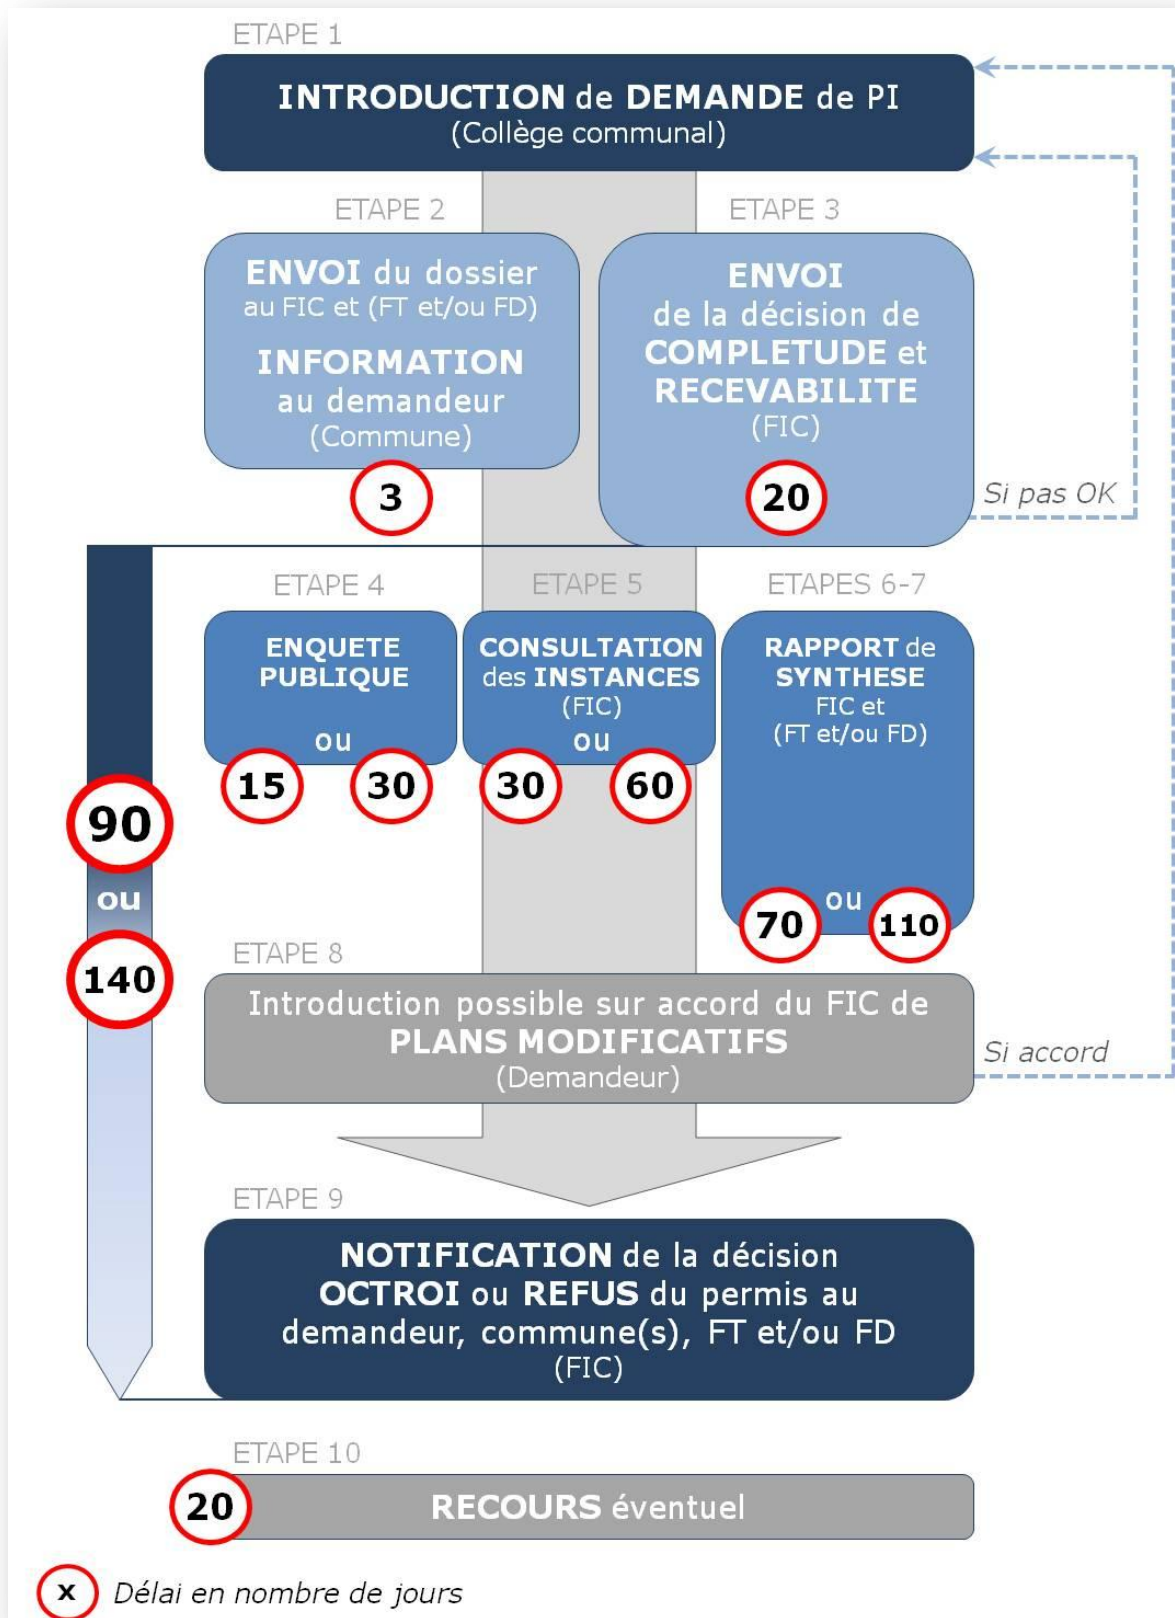 ETAPE 1
INTRODUCTION de DEMANDE de PI
(Collège communal)
ETAPE 2
ENVOI du dossier
au FIC et (FT et/ou FD)
INFORMATION
au demandeur
(Commune)
3
ETAPE 3
ENVOI
de la décision de
COMPLETUDE et
RECEVABILITE
(FIC)
20
Si pas OK
ETAPE 4
ENQUETE
PUBLIQUE
ou
15 30
ETAPE 5
CONSULTATION
des INSTANCES
(FIC)
ou
30 60
ETAPES 6-7
RAPPORT de
SYNTHESE
FIC et
(FT et/ou FD)
ou
70 110
90
ou
140
ETAPE 8
Introduction possible sur accord du FIC de
PLANS MODIFICATIFS
(Demandeur)
Si accord
ETAPE 9
NOTIFICATION de la décision
OCTROI ou REFUS du permis au
demandeur, commune(s), FT et/ou FD
(FIC)
ETAPE 10
20 RECOURS éventuel
x Délai en nombre de jours